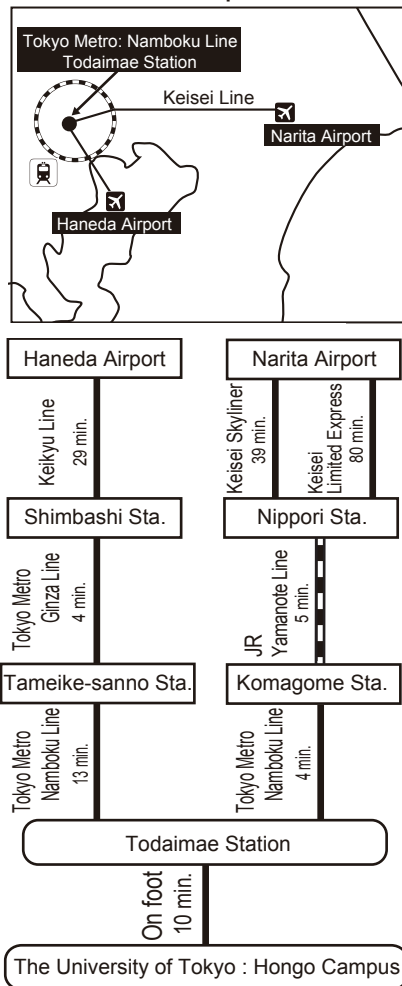 Tokyo Metro: Namboku Line
Todaimae Station
Keisei Line
Narita Airport
Haneda Airport
Haneda Airport
Narita Airport
Keikyu Line
29 min.
Keisei Skyliner
39 min.
Keisei
Limited Express
80 min.
Shimbashi Sta.
Nippori Sta.
Tokyo Metro
Ginza Line
4 min.
JR
Yamanote Line
5 min.
Tameike-sanno Sta.
Komagome Sta.
Tokyo Metro
Namboku Line
13 min.
Tokyo Metro
Namboku Line
4 min.
Todaimae Station
On foot
10 min.
The University of Tokyo : Hongo Campus